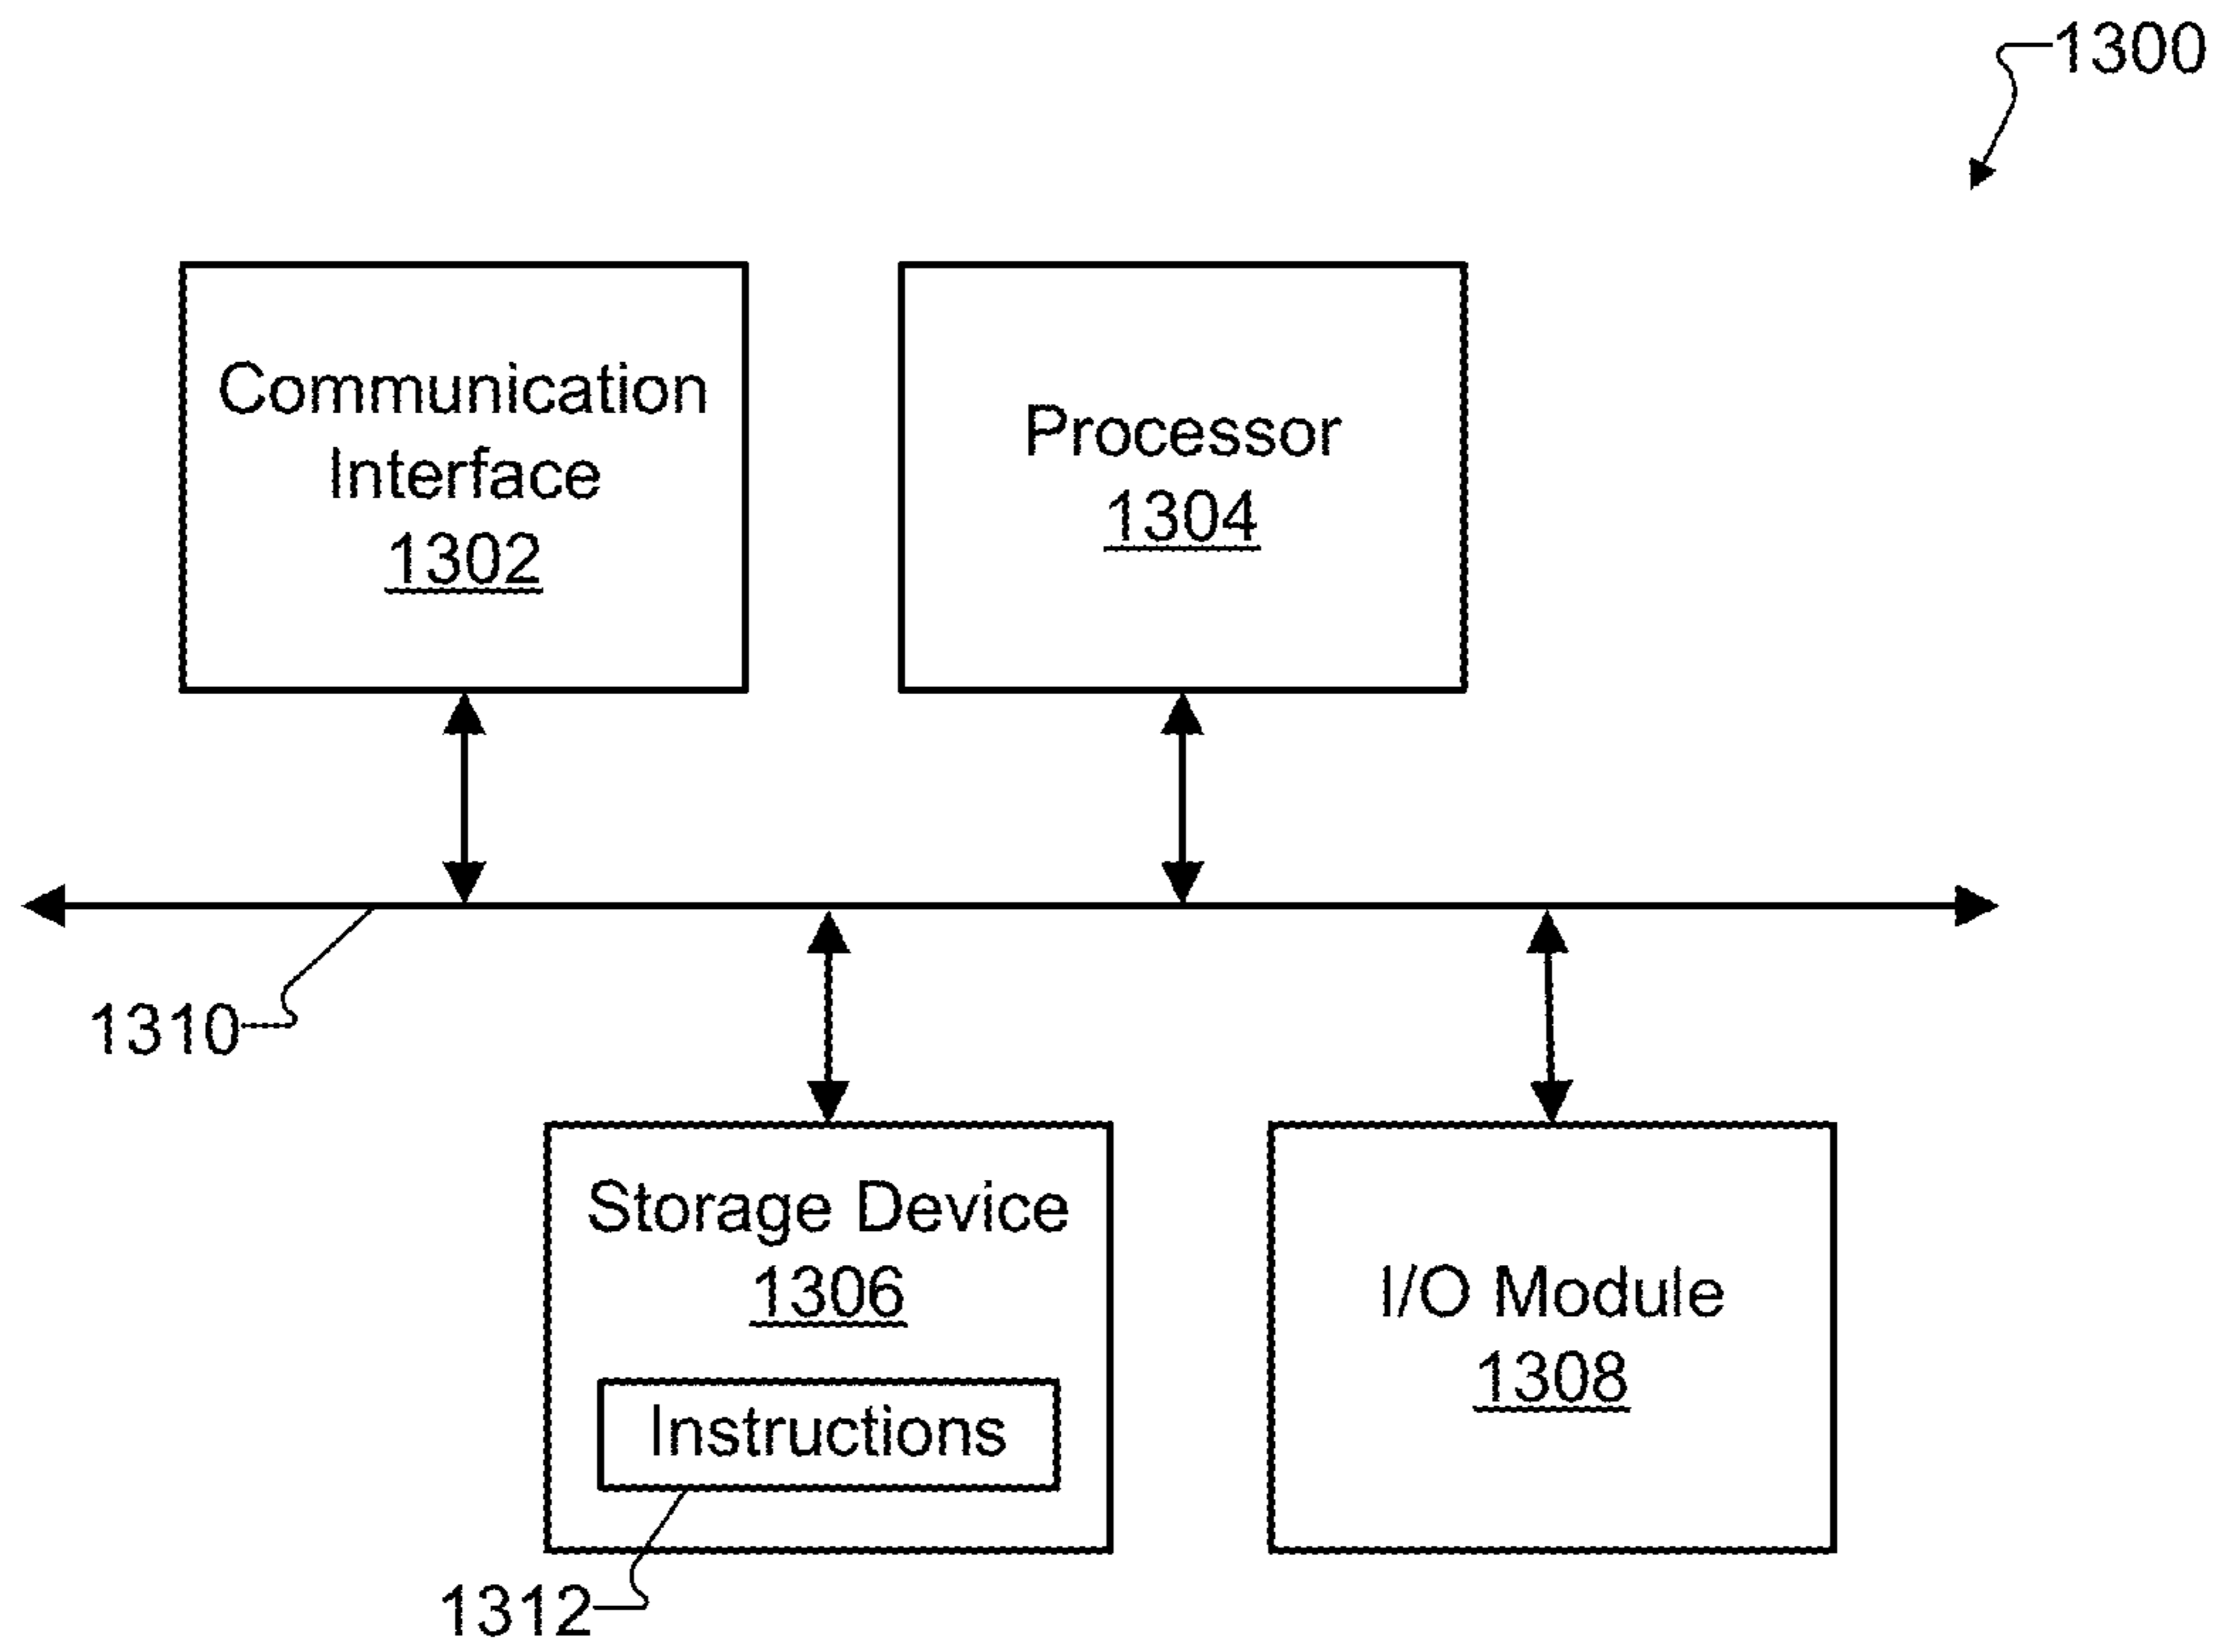 1300
Communication
Interface
1302
Processor
1304
1310
Storage Device
1306
Instructions
1312
I/O Module
1308